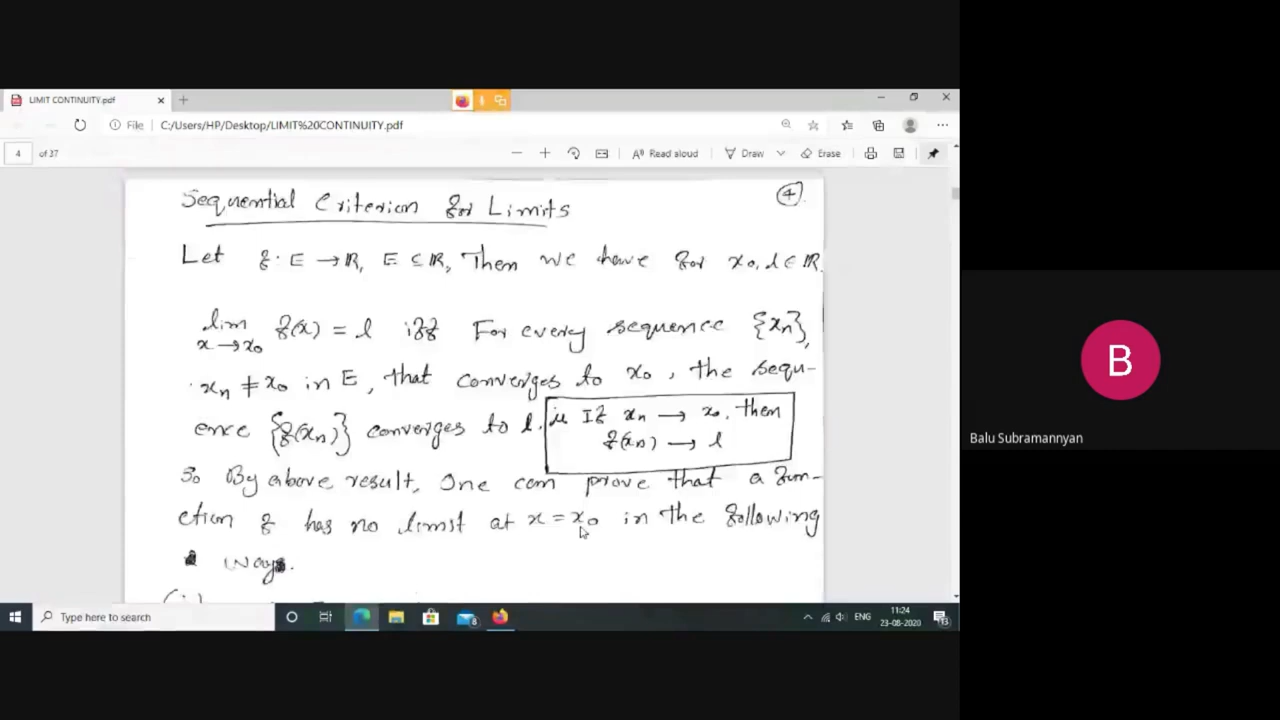 LIMIT CONTINUITY.pdf
File C:/Users/HP/Desktop/LIMIT%20CONTINUITY.pdf
4 of 37 Read aloud Draw Erase
Sequential Criterion for Limits 4
Let f: E → ℝ, E ⊆ ℝ, Then we have for x₀, l ∈ ℝ
lim x→x₀ f(x) = l iff For every sequence {xₙ},
xₙ ≠ x₀ in E, that converges to x₀, the sequ-
ence {f(xₙ)} converges to l. ie If xₙ → x₀, then
f(xₙ) → l
So By above result, One can prove that a fun-
ction f has no limit at x = x₀ in the following
ways.
(i)
B
Balu Subramannyan
Type here to search 8 ENG 11:24
23-08-2020 13